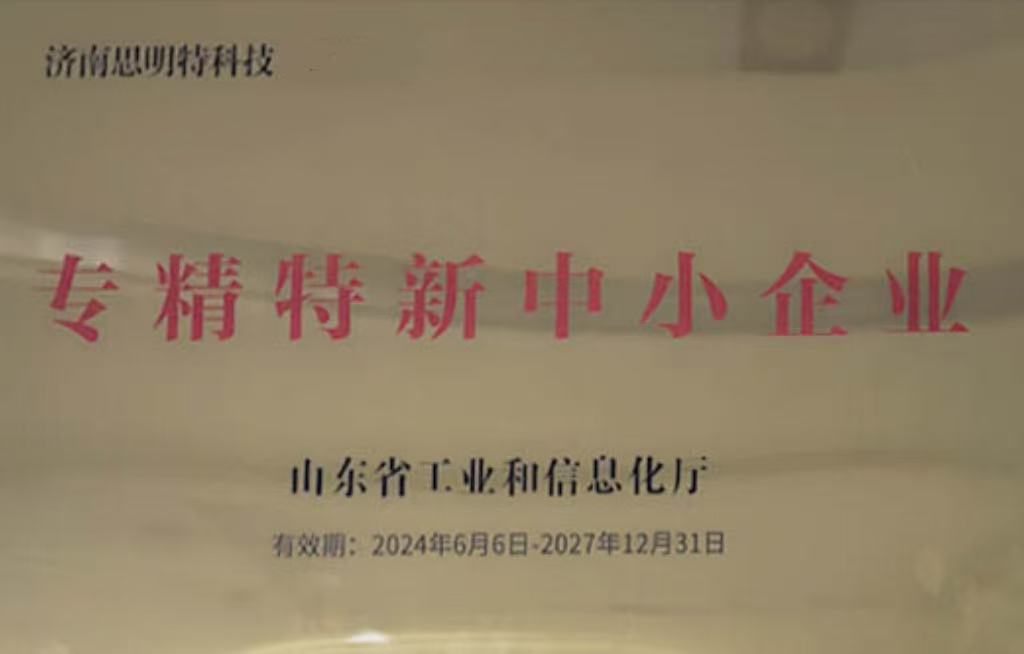 济南思明特科技
专精特新中小企业
山东省工业和信息化厅
有效期：2024年6月6日-2027年12月31日